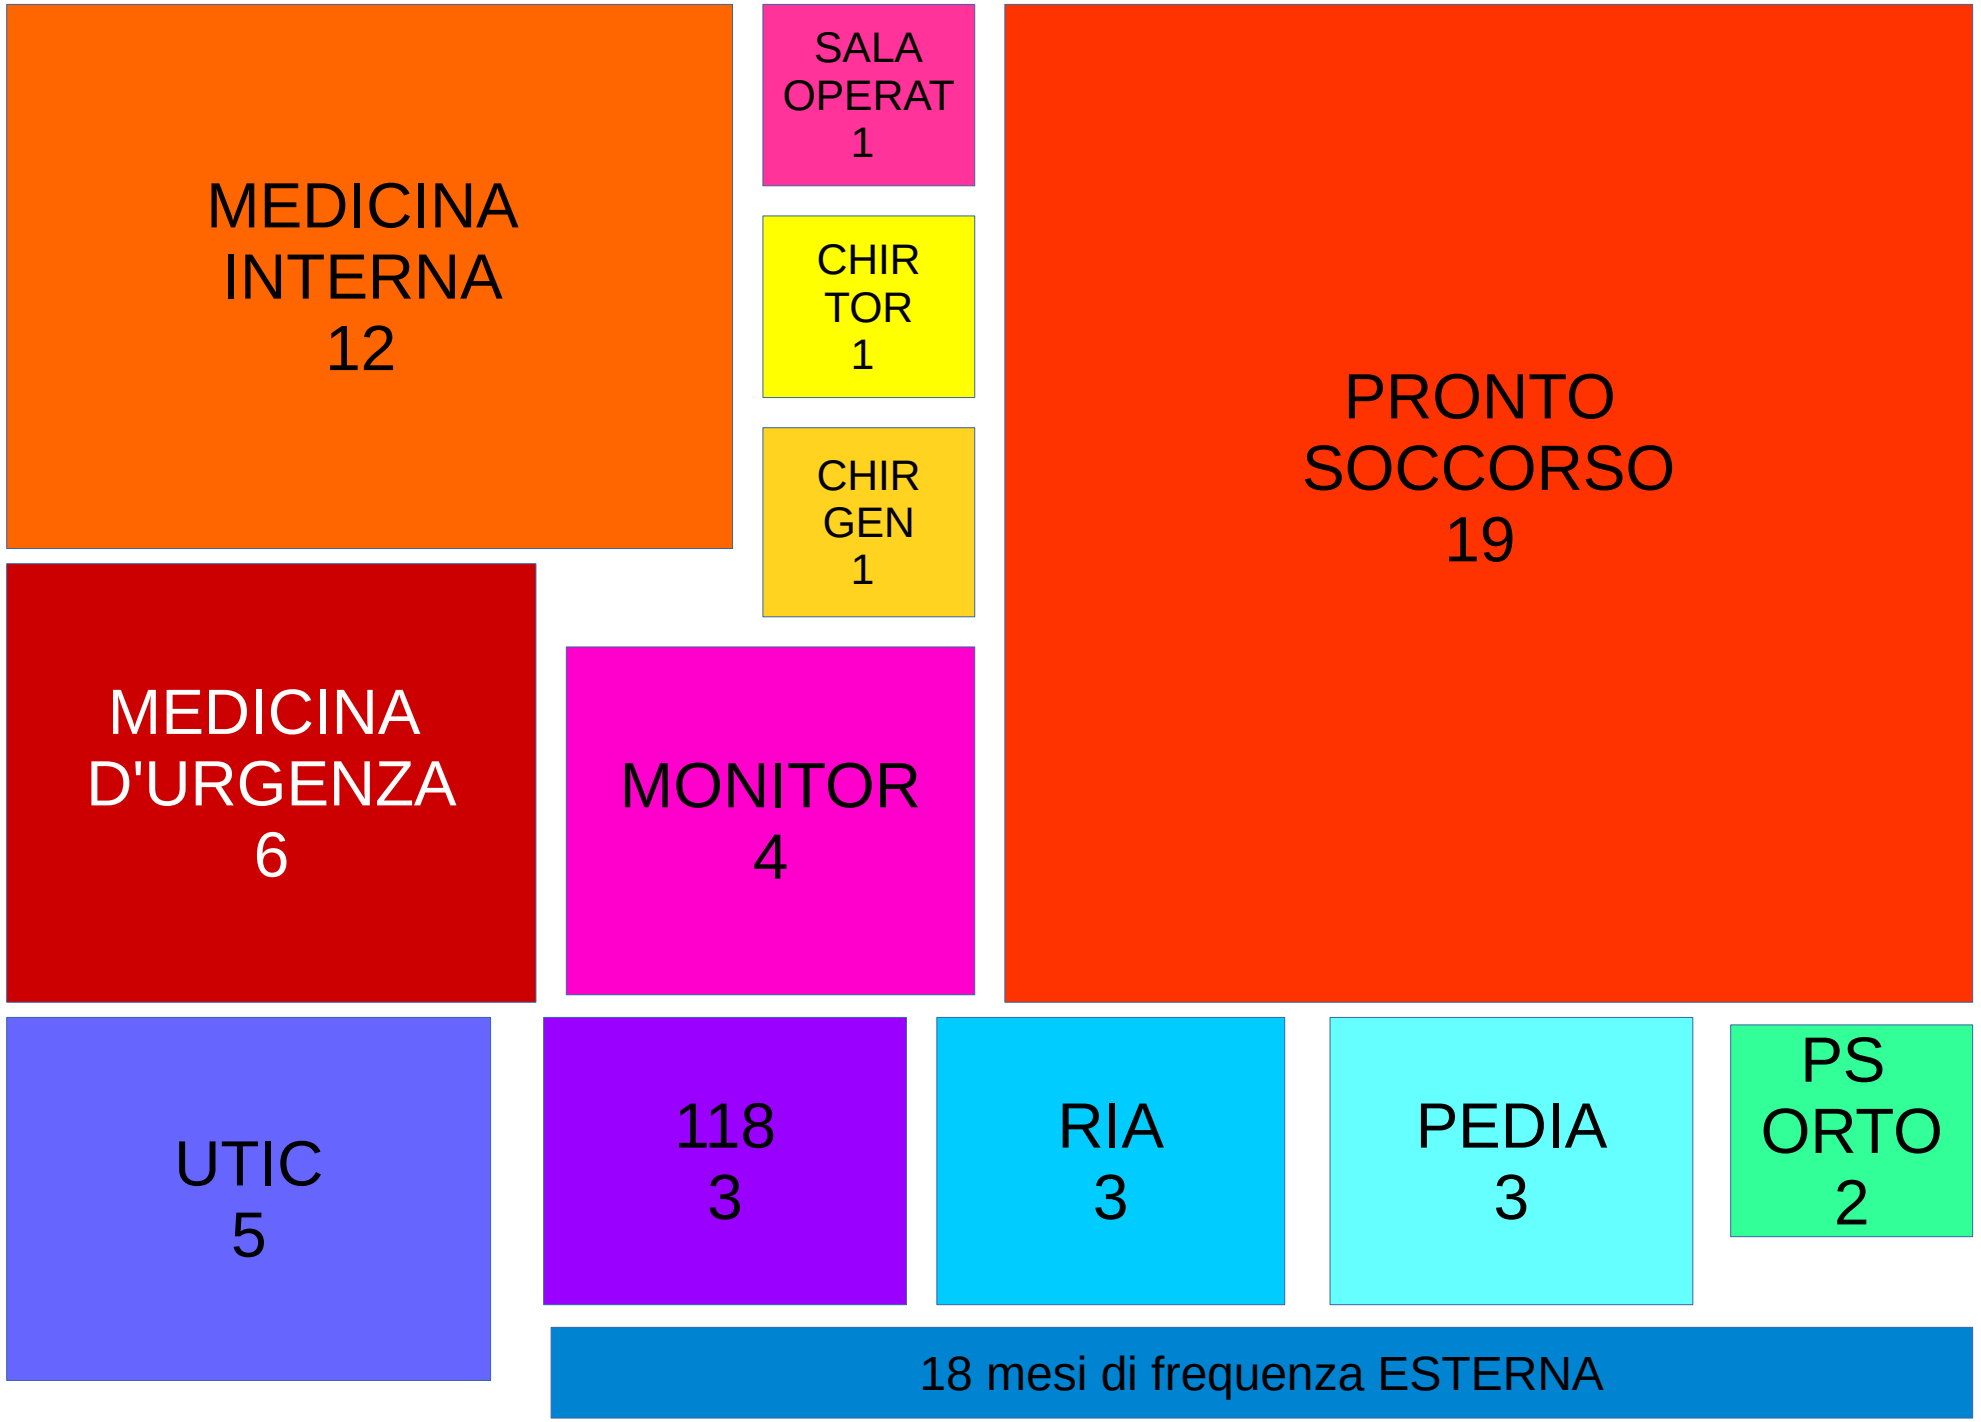 MEDICINA
INTERNA
12
SALA
OPERAT
1
CHIR
TOR
1
CHIR
GEN
1
PRONTO
SOCCORSO
19
MEDICINA
D'URGENZA
6
MONITOR
4
UTIC
5
118
3
RIA
3
PEDIA
3
PS
ORTO
2
18 mesi di frequenza ESTERNA